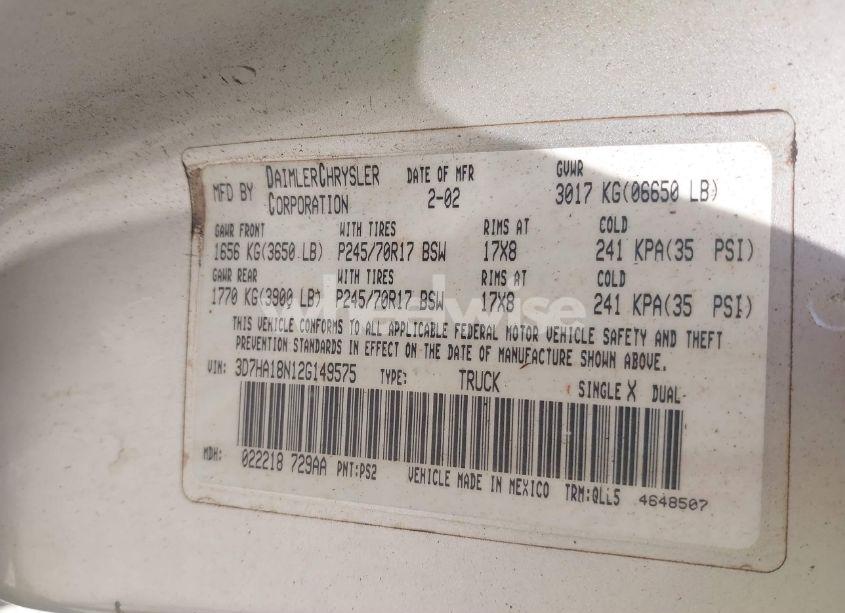 MFD BY DAIMLERCHRYSLER CORPORATION DATE OF MFR 2-02 GVWR 3017 KG(06650 LB)
GAWR FRONT WITH TIRES RIMS AT COLD
1656 KG(3650 LB) P245/70R17 BSW 17X8 241 KPA(35 PSI)
GAWR REAR WITH TIRES RIMS AT COLD
1770 KG(3900 LB) P245/70R17 BSW 17X8 241 KPA(35 PSI)
THIS VEHICLE CONFORMS TO ALL APPLICABLE FEDERAL MOTOR VEHICLE SAFETY AND THEFT
PREVENTION STANDARDS IN EFFECT ON THE DATE OF MANUFACTURE SHOWN ABOVE.
VIN: 3D7HA18N12G149575 TYPE: TRUCK SINGLE X DUAL
MDH: 022218 729AA PNT:PS2 VEHICLE MADE IN MEXICO TRM:QLL5 4648507
wheelwise